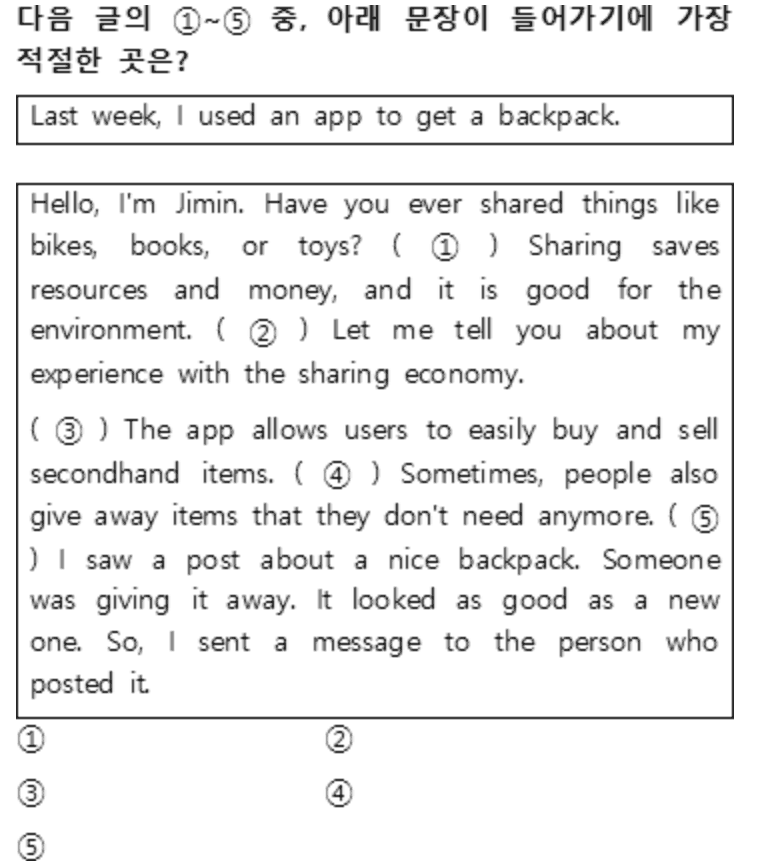 다음 글의 ①~⑤ 중, 아래 문장이 들어가기에 가장
적절한 곳은?
Last week, I used an app to get a backpack.
Hello, I'm Jimin. Have you ever shared things like
bikes, books, or toys? ( ① ) Sharing saves
resources and money, and it is good for the
environment. ( ② ) Let me tell you about my
experience with the sharing economy.
( ③ ) The app allows users to easily buy and sell
secondhand items. ( ④ ) Sometimes, people also
give away items that they don't need anymore. ( ⑤
) I saw a post about a nice backpack. Someone
was giving it away. It looked as good as a new
one. So, I sent a message to the person who
posted it.
① ②
③ ④
⑤